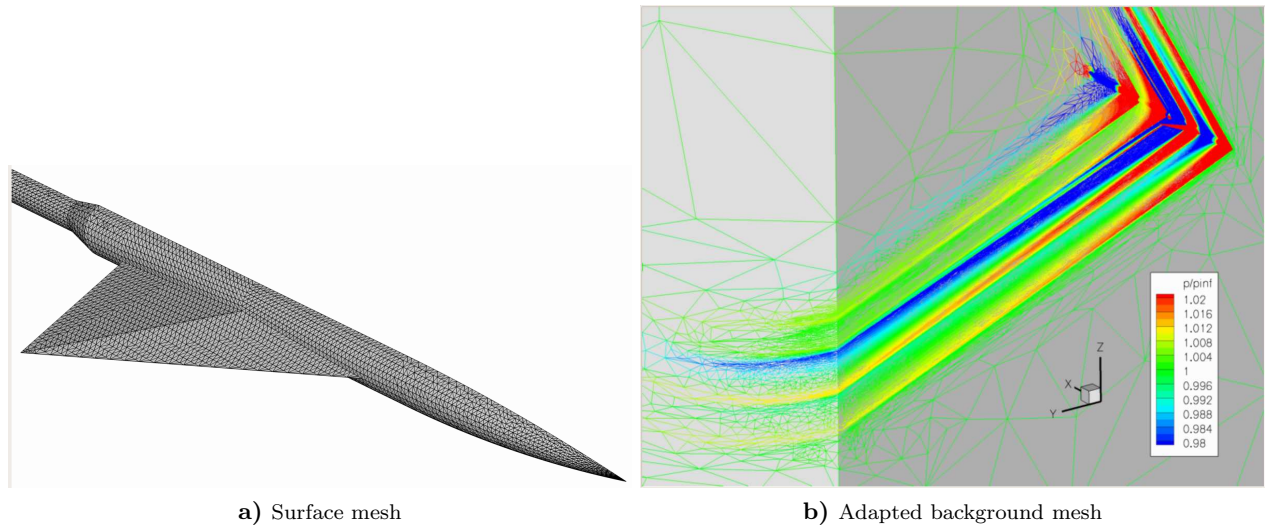 p/pinf
1.02
1.016
1.012
1.008
1.004
1
0.996
0.992
0.988
0.984
0.98
Z
X
Y
a) Surface mesh
b) Adapted background mesh